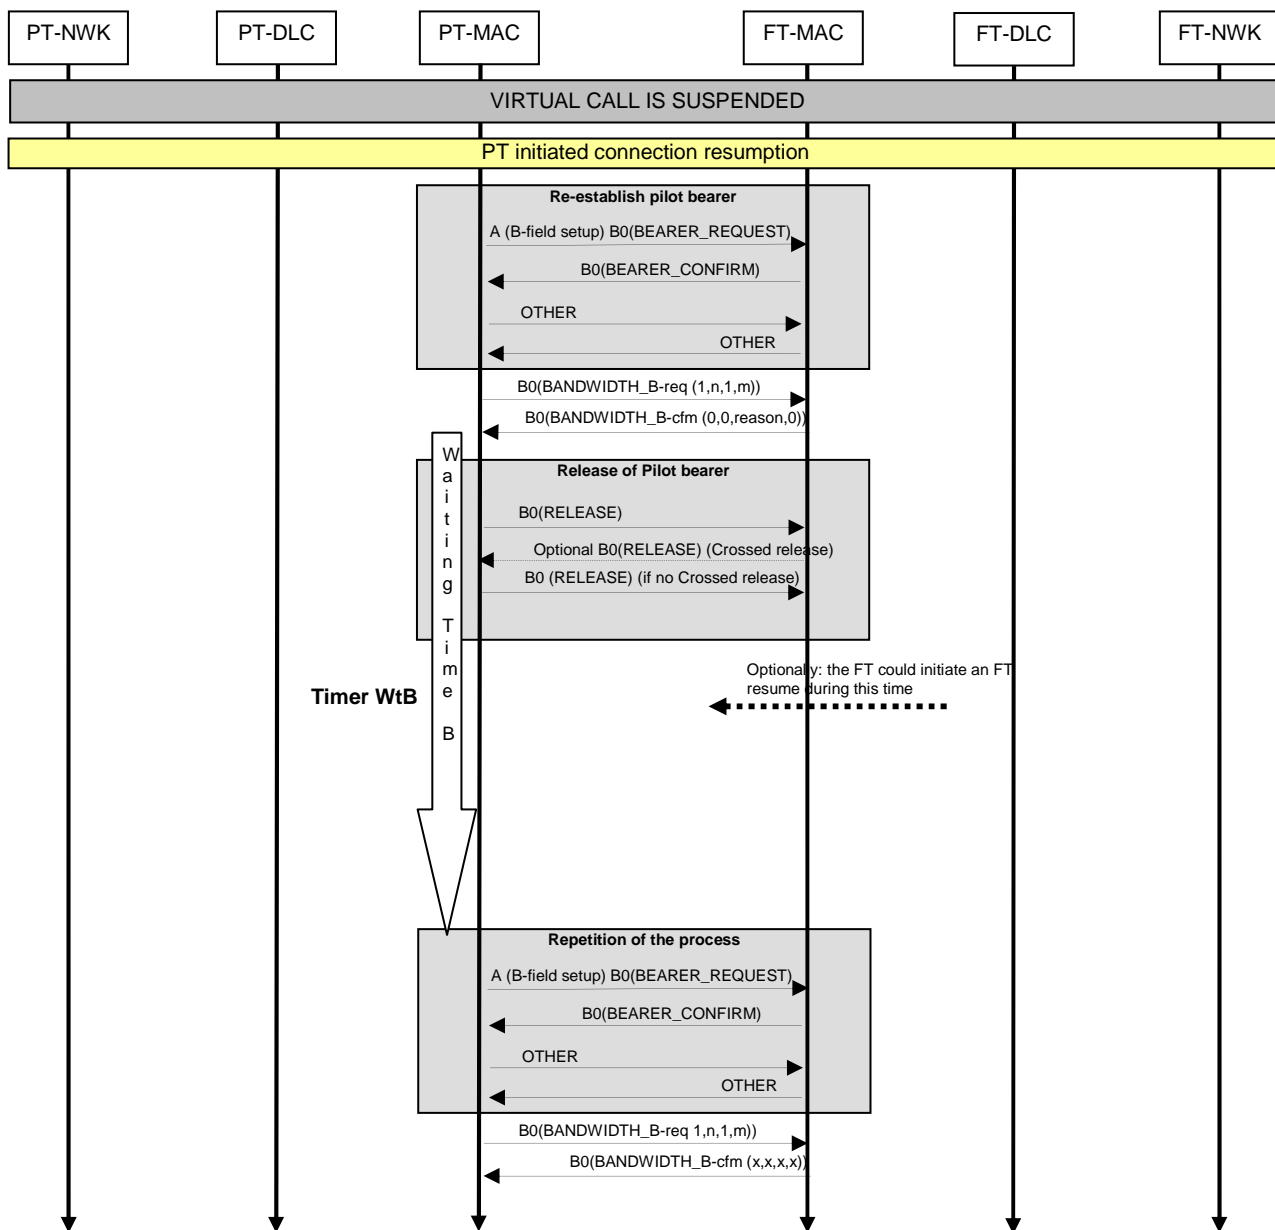 PT-NWK
PT-DLC
PT-MAC
FT-MAC
FT-DLC
FT-NWK
VIRTUAL CALL IS SUSPENDED
PT initiated connection resumption
Re-establish pilot bearer
A (B-field setup) B0(BEARER_REQUEST)
B0(BEARER_CONFIRM)
OTHER
OTHER
B0(BANDWIDTH_B-req (1,n,1,m))
B0(BANDWIDTH_B-cfm (0,0,reason,0))
Waiting Time B
Release of Pilot bearer
B0(RELEASE)
Optional B0(RELEASE) (Crossed release)
B0 (RELEASE) (if no Crossed release)
Optionally: the FT could initiate an FT
resume during this time
Timer WtB
Repetition of the process
A (B-field setup) B0(BEARER_REQUEST)
B0(BEARER_CONFIRM)
OTHER
OTHER
B0(BANDWIDTH_B-req 1,n,1,m))
B0(BANDWIDTH_B-cfm (x,x,x,x))